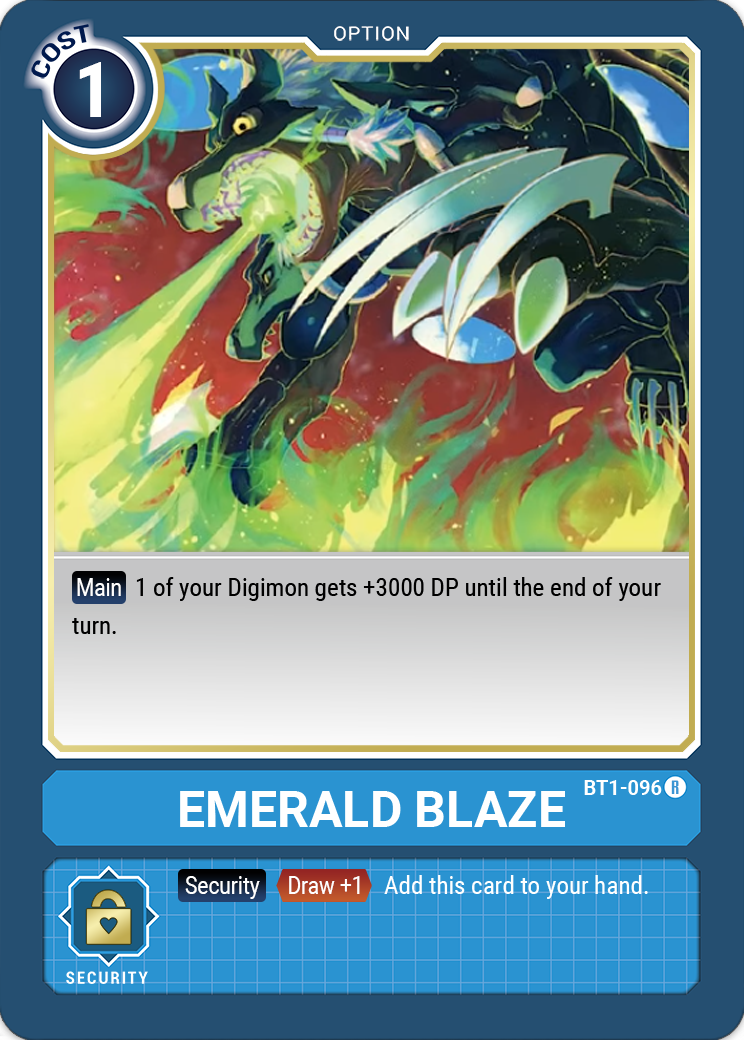 OPTION
COST
1
Main 1 of your Digimon gets +3000 DP until the end of your
turn.
BT1-096 R
EMERALD BLAZE
Security Draw +1 Add this card to your hand.
SECURITY